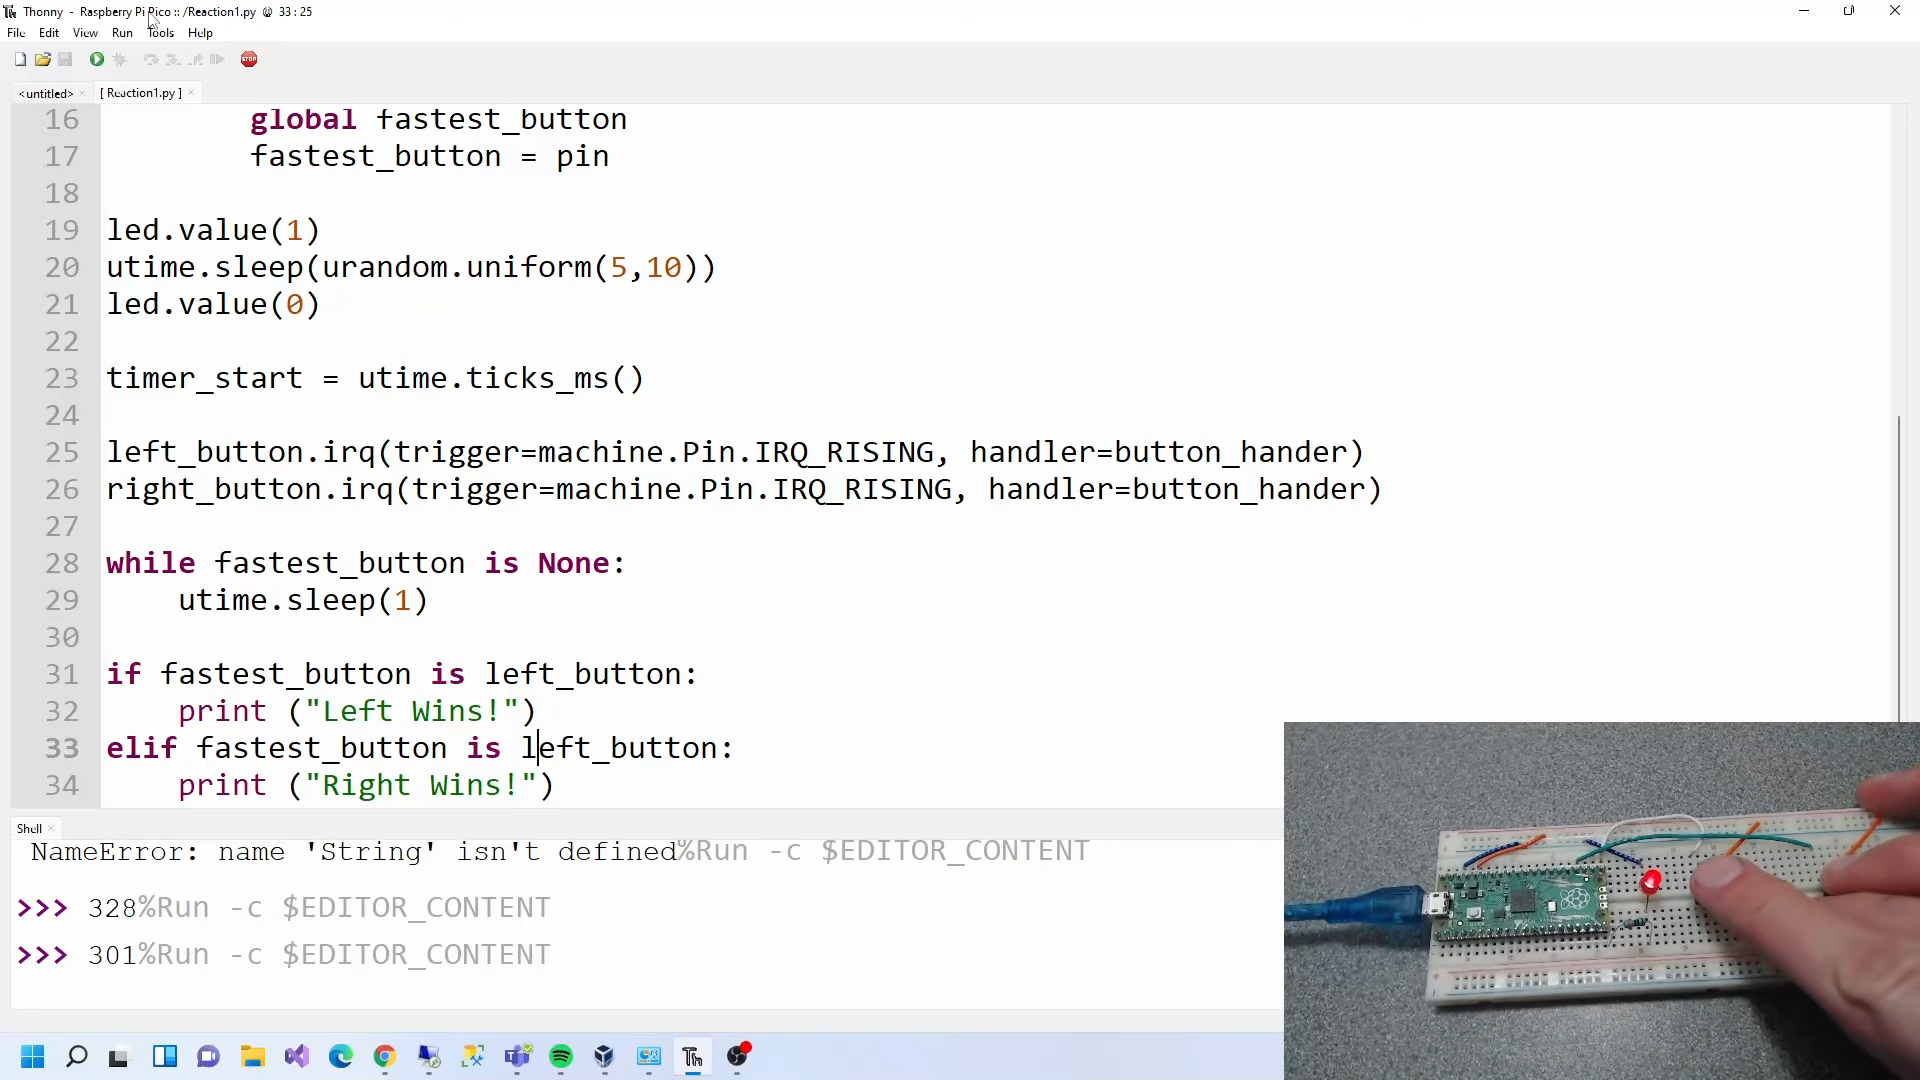 Thonny - Raspberry Pi Pico :: /Reaction1.py @ 33 : 25
File Edit View Run Tools Help
STOP
<untitled> × [ Reaction1.py ] ×
16 global fastest_button
17 fastest_button = pin
18
19 led.value(1)
20 utime.sleep(urandom.uniform(5,10))
21 led.value(0)
22
23 timer_start = utime.ticks_ms()
24
25 left_button.irq(trigger=machine.Pin.IRQ_RISING, handler=button_hander)
26 right_button.irq(trigger=machine.Pin.IRQ_RISING, handler=button_hander)
27
28 while fastest_button is None:
29 utime.sleep(1)
30
31 if fastest_button is left_button:
32 print ("Left Wins!")
33 elif fastest_button is left_button:
34 print ("Right Wins!")
Shell ×
NameError: name 'String' isn't defined%Run -c $EDITOR_CONTENT
>>> 328%Run -c $EDITOR_CONTENT
>>> 301%Run -c $EDITOR_CONTENT